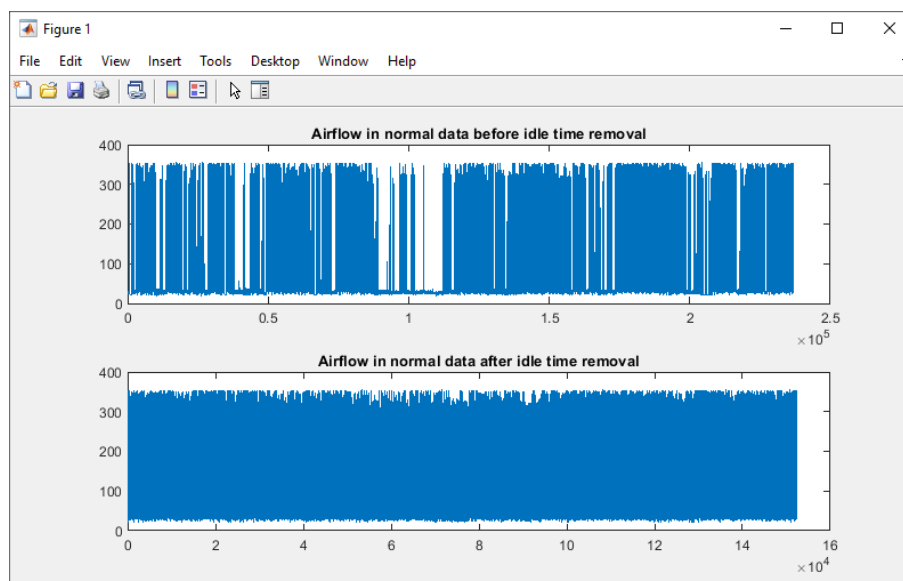 Figure 1
File Edit View Insert Tools Desktop Window Help
Airflow in normal data before idle time removal
400
300
200
100
0
0 0.5 1 1.5 2 2.5
×10⁵
Airflow in normal data after idle time removal
400
300
200
100
0
0 2 4 6 8 10 12 14 16
×10⁴